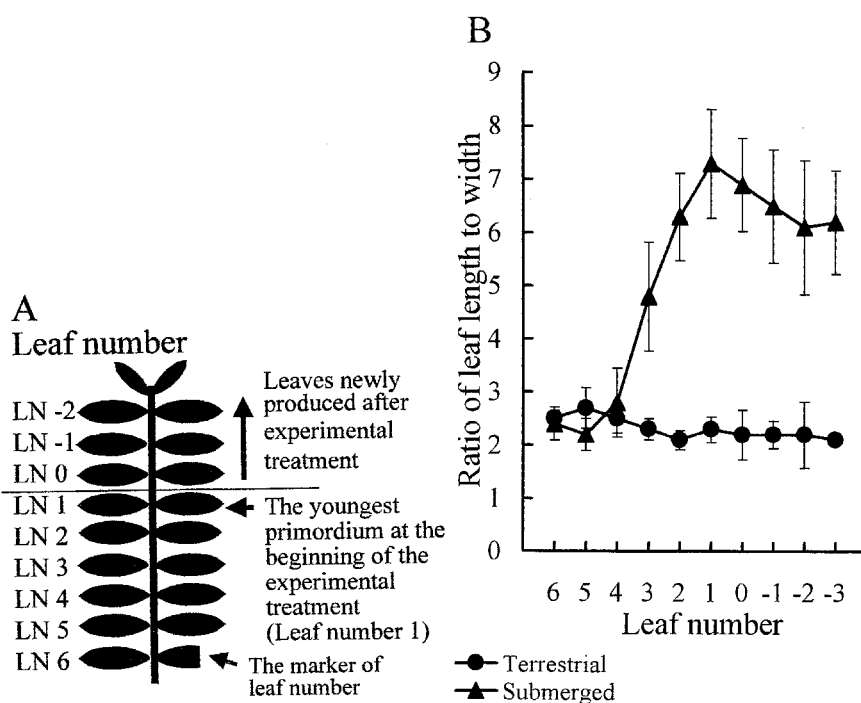 A
Leaf number
LN -2
LN -1
LN 0
LN 1
LN 2
LN 3
LN 4
LN 5
LN 6
Leaves newly
produced after
experimental
treatment
The youngest
primordium at the
beginning of the
experimental
treatment
(Leaf number 1)
The marker of
leaf number
B
Ratio of leaf length to width
9
8
7
6
5
4
3
2
1
0
6 5 4 3 2 1 0 -1 -2 -3
Leaf number
Terrestrial
Submerged